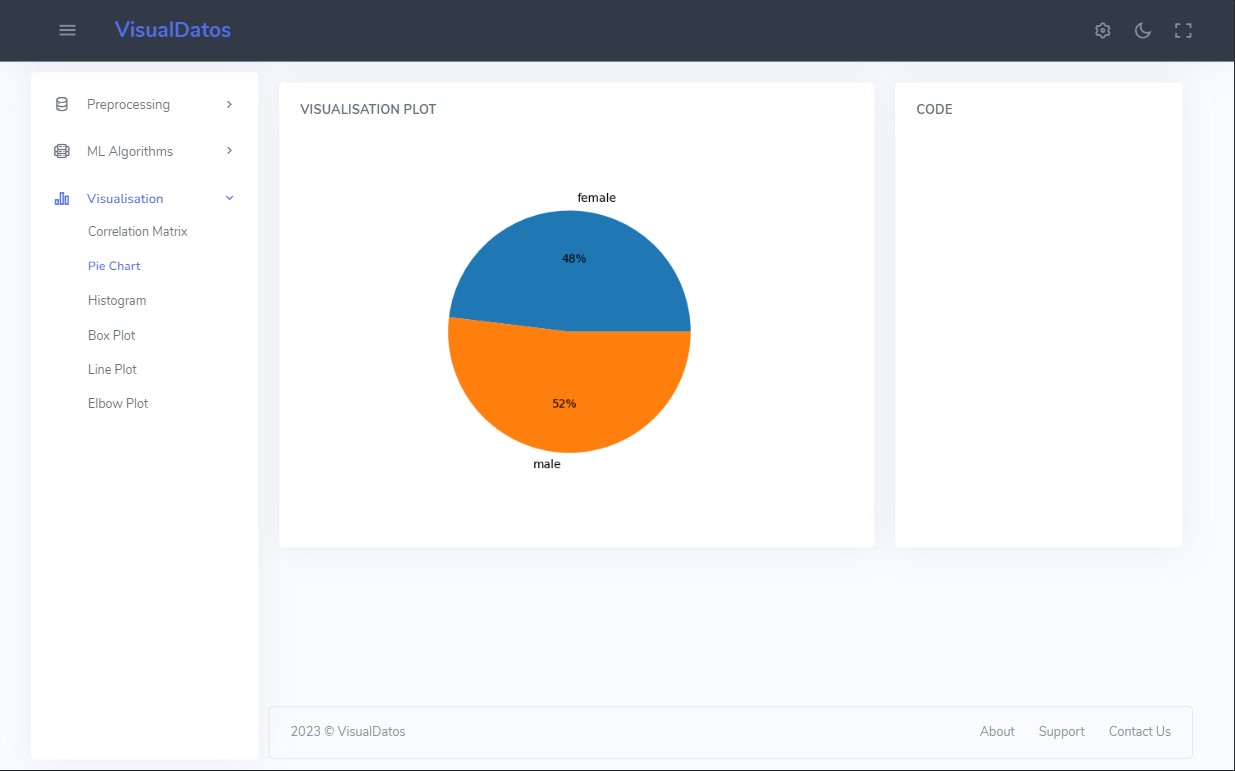 VisualDatos
Preprocessing
ML Algorithms
Visualisation
Correlation Matrix
Pie Chart
Histogram
Box Plot
Line Plot
Elbow Plot
VISUALISATION PLOT
female
48%
52%
male
CODE
2023 © VisualDatos
About Support Contact Us